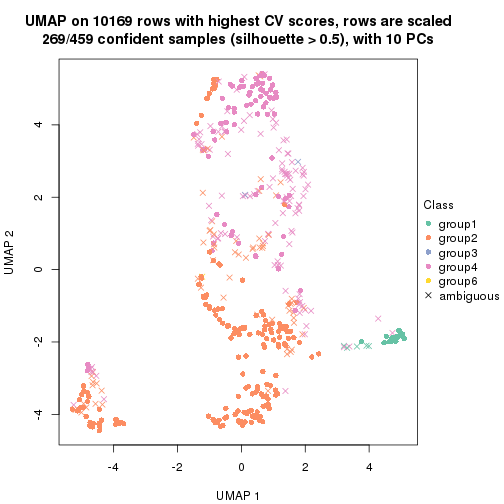 UMAP on 10169 rows with highest CV scores, rows are scaled
269/459 confident samples (silhouette > 0.5), with 10 PCs
4
2
0
-2
-4
UMAP 2
-4
-2
0
2
4
UMAP 1
Class
group1
group2
group3
group4
group6
ambiguous